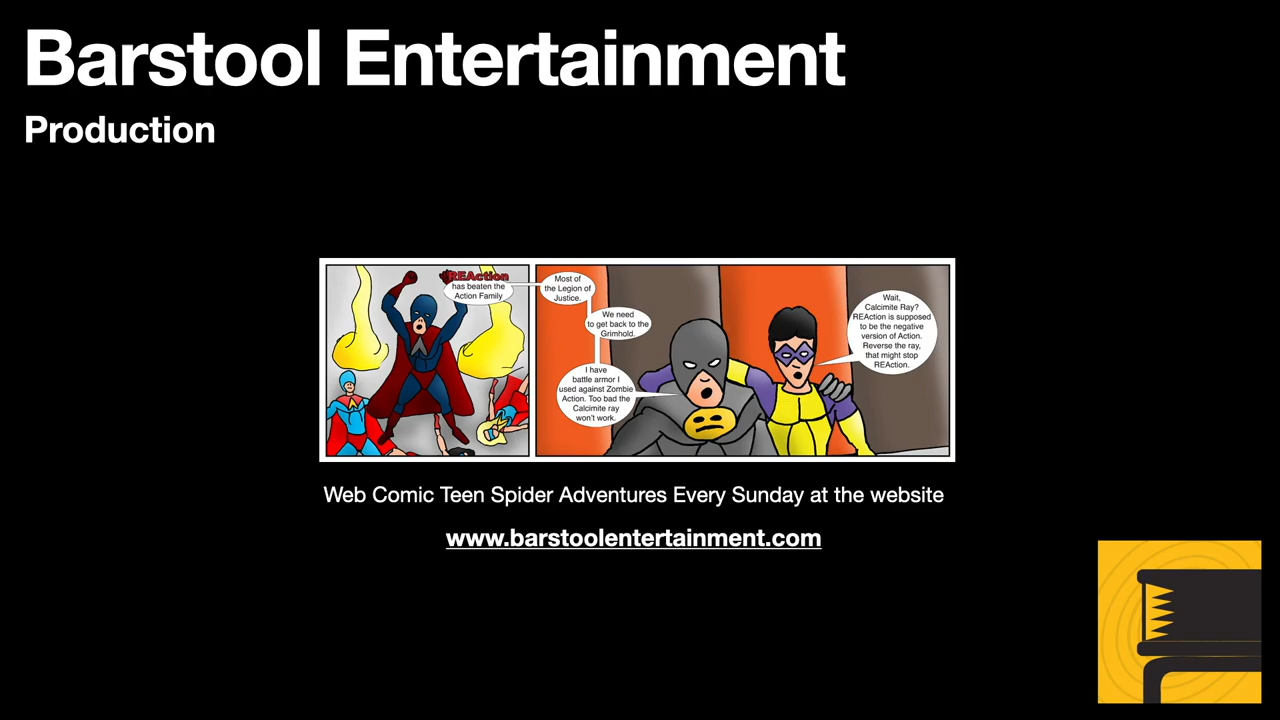 Barstool Entertainment
Production
REAction
has beaten the
Action Family
Most of
the Legion of
Justice.
We need
to get back to the
Grimhold.
I have
battle armor I
used against Zombie
Action. Too bad the
Calcimite ray
won't work.
Wait,
Calcimite Ray?
REAction is supposed
to be the negative
version of Action.
Reverse the ray,
that might stop
REAction.
Web Comic Teen Spider Adventures Every Sunday at the website
www.barstoolentertainment.com